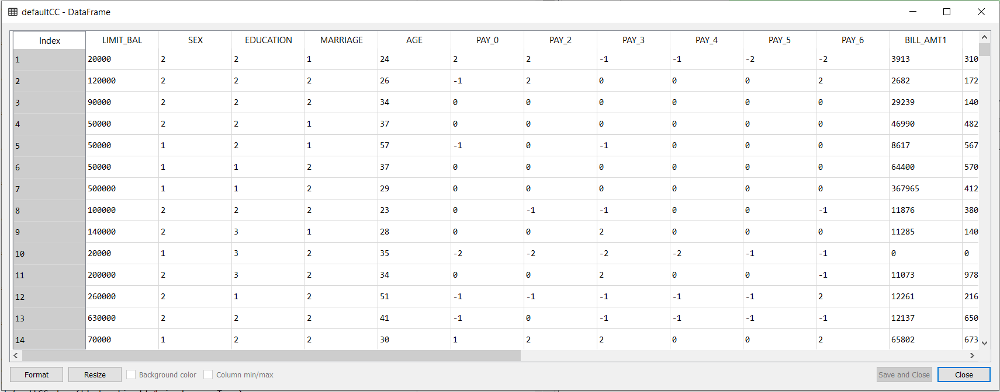 defaultCC - DataFrame
Index LIMIT_BAL SEX EDUCATION MARRIAGE AGE PAY_0 PAY_2 PAY_3 PAY_4 PAY_5 PAY_6 BILL_AMT1
1 20000 2 2 1 24 2 2 -1 -1 -2 -2 3913 310
2 120000 2 2 2 26 -1 2 0 0 0 2 2682 172
3 90000 2 2 2 34 0 0 0 0 0 0 29239 140
4 50000 2 2 1 37 0 0 0 0 0 0 46990 482
5 50000 1 2 1 57 -1 0 -1 0 0 0 8617 567
6 50000 1 1 2 37 0 0 0 0 0 0 64400 570
7 500000 1 1 2 29 0 0 0 0 0 0 367965 412
8 100000 2 2 2 23 0 -1 -1 0 0 -1 11876 380
9 140000 2 3 1 28 0 0 2 0 0 0 11285 140
10 20000 1 3 2 35 -2 -2 -2 -2 -1 -1 0 0
11 200000 2 3 2 34 0 0 2 0 0 -1 11073 978
12 260000 2 1 2 51 -1 -1 -1 -1 -1 2 12261 216
13 630000 2 2 2 41 -1 0 -1 -1 -1 -1 12137 650
14 70000 1 2 2 30 1 2 2 0 0 2 65802 673
Format Resize Background color Column min/max Save and Close Close